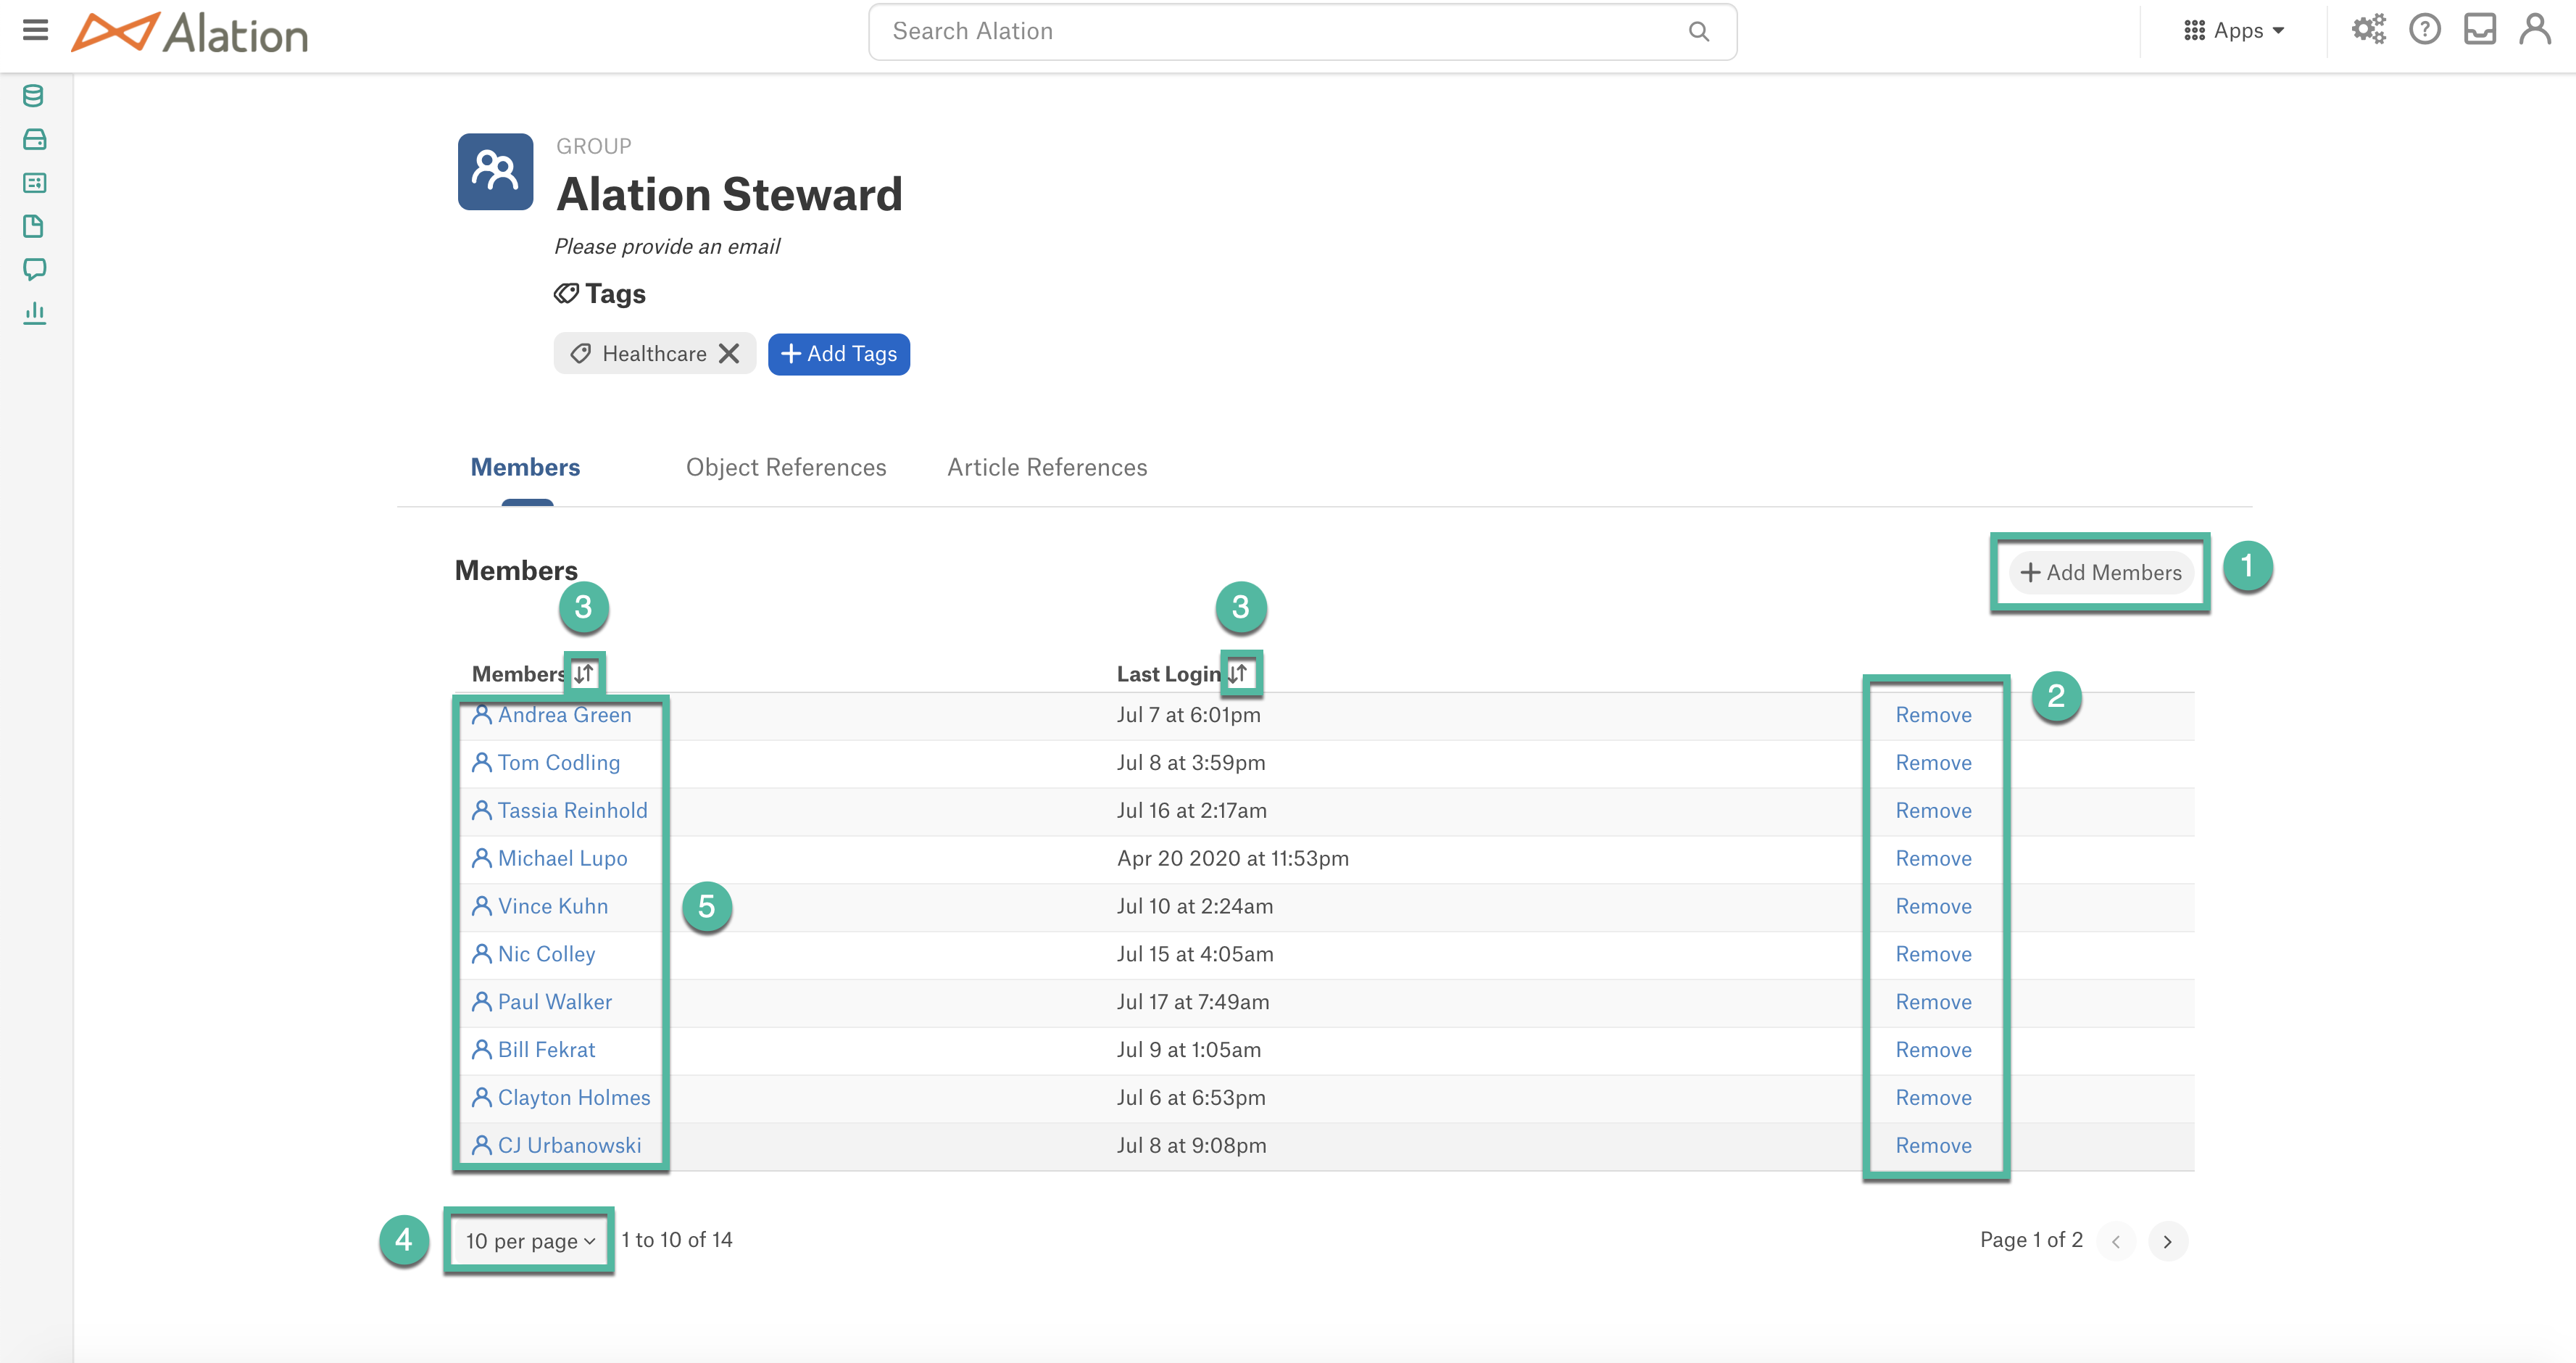 Alation
Search Alation
Apps
GROUP
Alation Steward
Please provide an email
Tags
Healthcare
Add Tags
Members Object References Article References
Members
+ Add Members 1
3 3
Members Last Login
2
Andrea Green Jul 7 at 6:01pm Remove
Tom Codling Jul 8 at 3:59pm Remove
Tassia Reinhold Jul 16 at 2:17am Remove
Michael Lupo Apr 20 2020 at 11:53pm Remove
Vince Kuhn 5 Jul 10 at 2:24am Remove
Nic Colley Jul 15 at 4:05am Remove
Paul Walker Jul 17 at 7:49am Remove
Bill Fekrat Jul 9 at 1:05am Remove
Clayton Holmes Jul 6 at 6:53pm Remove
CJ Urbanowski Jul 8 at 9:08pm Remove
4 10 per page 1 to 10 of 14 Page 1 of 2